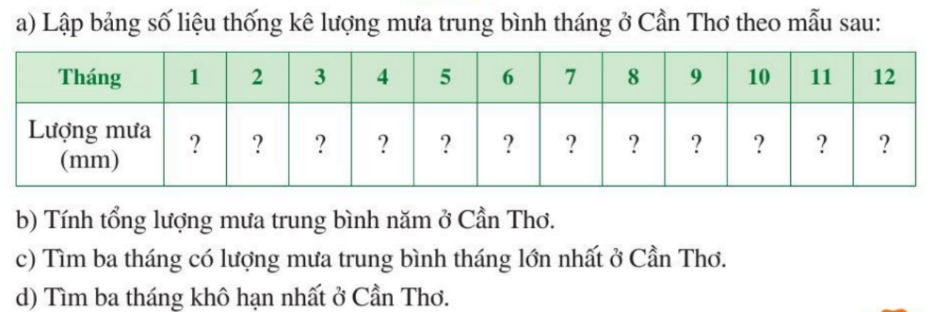 a) Lập bảng số liệu thống kê lượng mưa trung bình tháng ở Cần Thơ theo mẫu sau:
Tháng 1 2 3 4 5 6 7 8 9 10 11 12
Lượng mưa
(mm) ? ? ? ? ? ? ? ? ? ? ? ?
b) Tính tổng lượng mưa trung bình năm ở Cần Thơ.
c) Tìm ba tháng có lượng mưa trung bình tháng lớn nhất ở Cần Thơ.
d) Tìm ba tháng khô hạn nhất ở Cần Thơ.